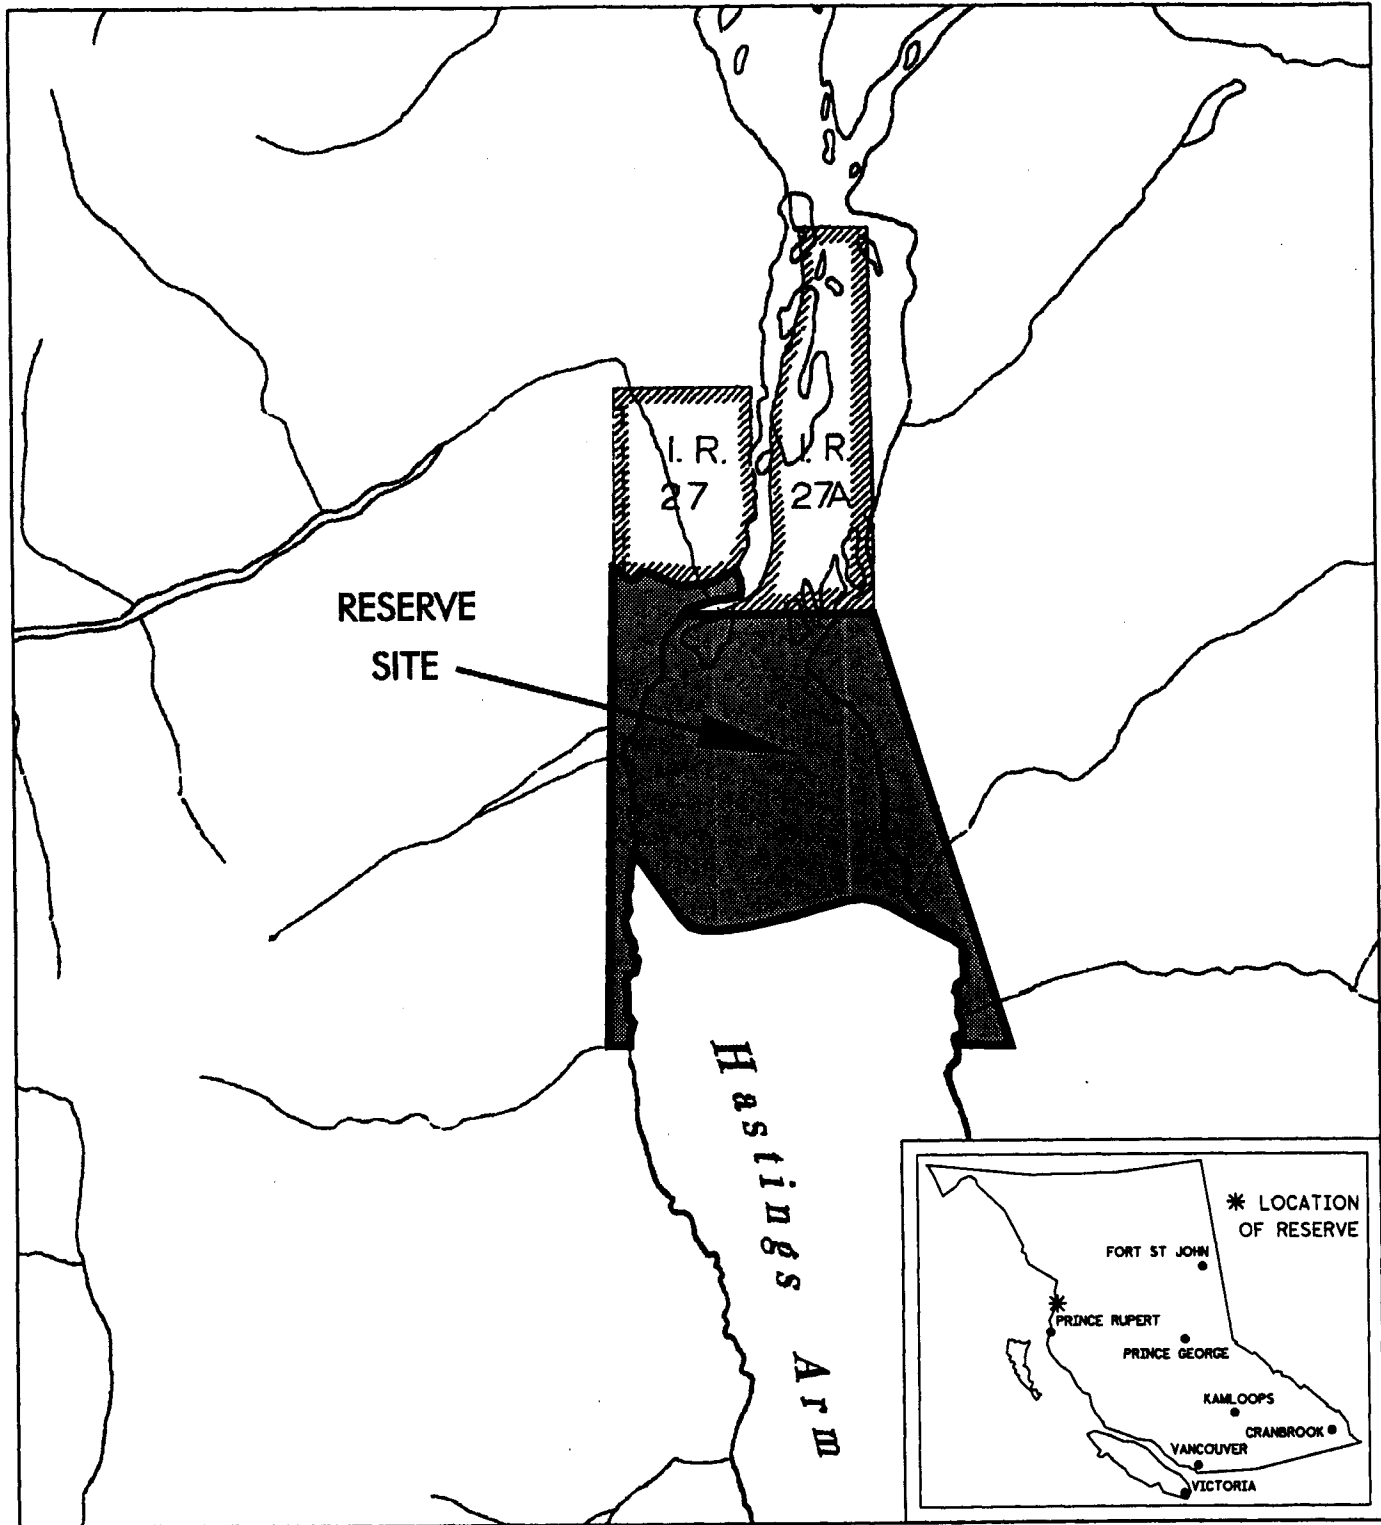 I. R.
27
I. R.
27A
RESERVE
SITE
Hastings Arm
* LOCATION
OF RESERVE
FORT ST JOHN
PRINCE RUPERT
PRINCE GEORGE
KAMLOOPS
CRANBROOK
VANCOUVER
VICTORIA